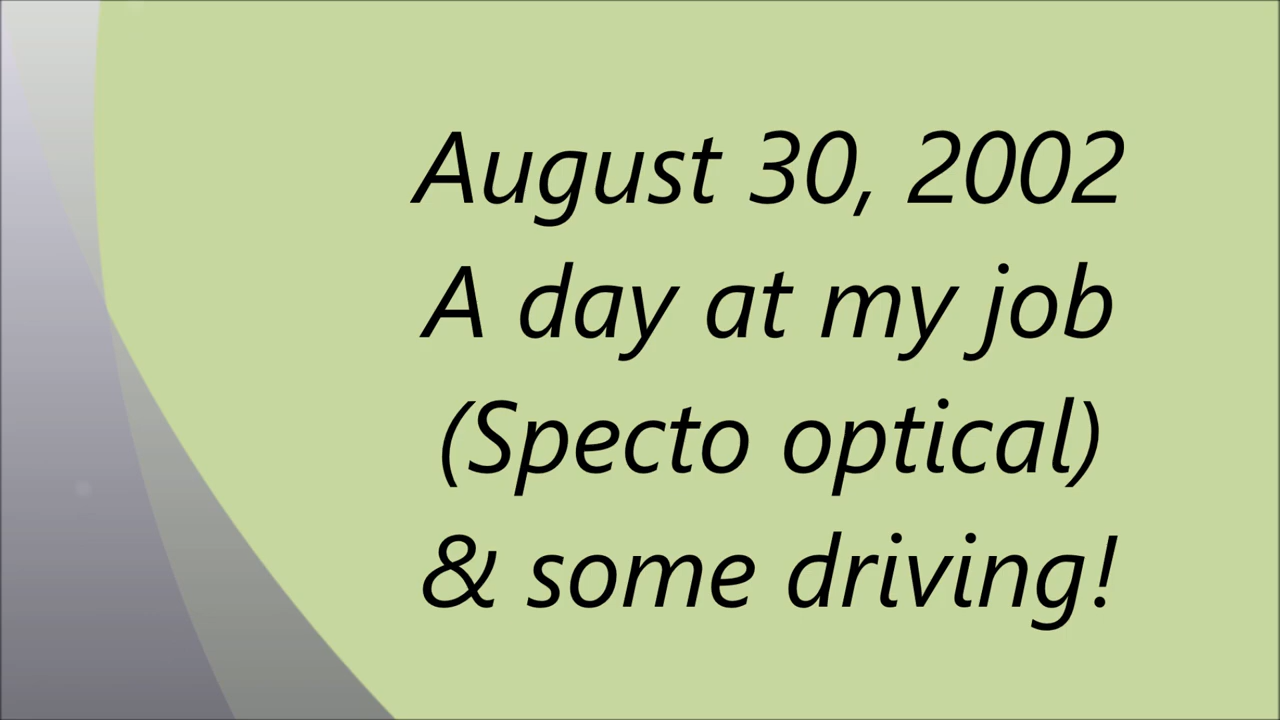 August 30, 2002
A day at my job
(Specto optical)
& some driving!